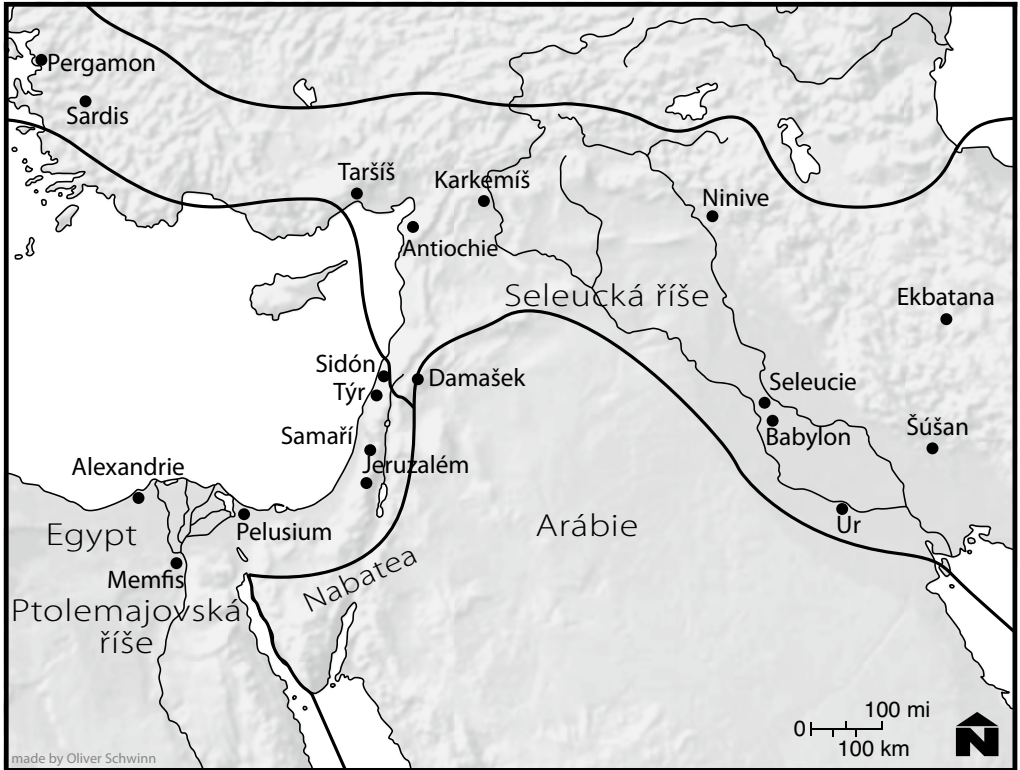 Pergamon
Sardis
Taršíš
Karkemíš
Ninive
Antiochie
Seleucká říše
Ekbatana
Sidón
Damašek
Týr
Seleucie
Samaří
Babylon
Šúšan
Jeruzalém
Alexandrie
Egypt
Pelusium
Arábie
Ur
Memfis
Nabatea
Ptolemajovská
říše
0
100 mi
100 km
N
made by Oliver Schwinn